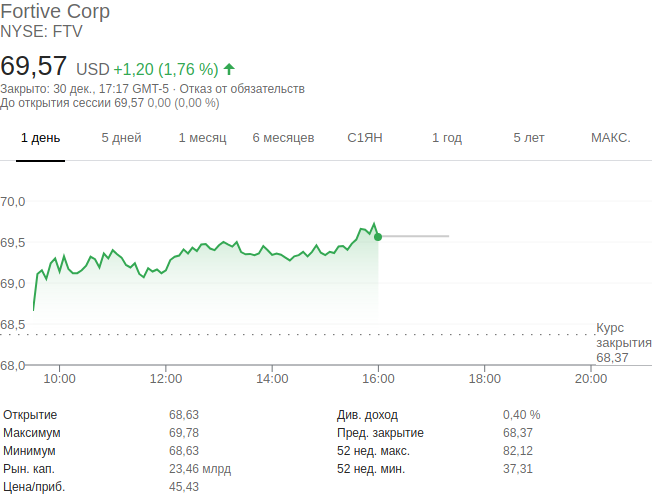 Fortive Corp
NYSE: FTV
69,57 USD +1,20 (1,76 %)
Закрыто: 30 дек., 17:17 GMT-5 · Отказ от обязательств
До открытия сессии 69,57 0,00 (0,00 %)
1 день 5 дней 1 месяц 6 месяцев С1ЯН 1 год 5 лет МАКС.
70,0
69,5
69,0
68,5
Курс
закрытия
68,37
68,0
10:00 12:00 14:00 16:00 18:00 20:00
Открытие 68,63 Див. доход 0,40 %
Максимум 69,78 Пред. закрытие 68,37
Минимум 68,63 52 нед. макс. 82,12
Рын. кап. 23,46 млрд 52 нед. мин. 37,31
Цена/приб. 45,43